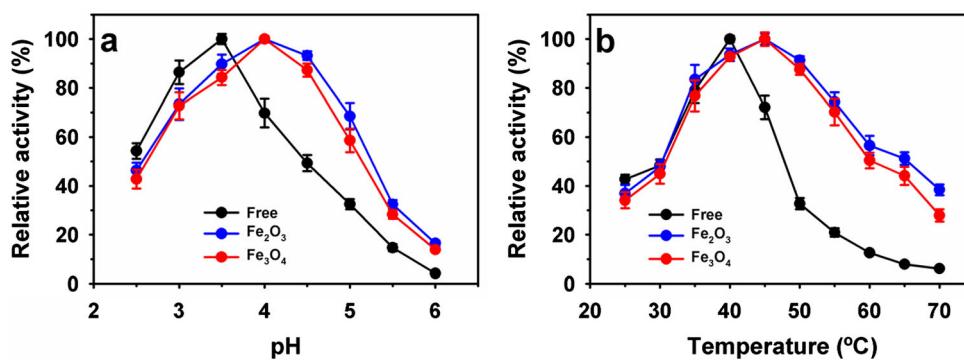 a
Relative activity (%)
100
80
60
40
20
0
Free
Fe₂O₃
Fe₃O₄
2 3 4 5 6
pH
b
Relative activity (%)
100
80
60
40
20
0
Free
Fe₂O₃
Fe₃O₄
20 30 40 50 60 70
Temperature (ºC)